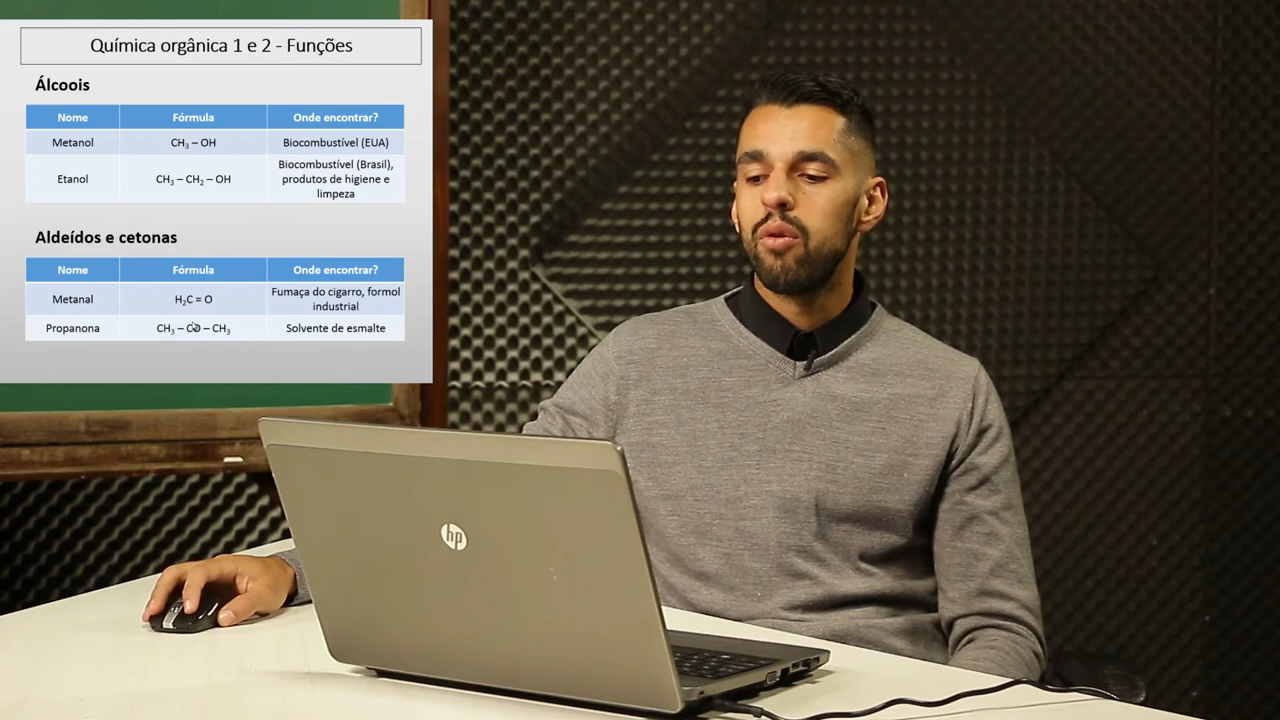 Química orgânica 1 e 2 - Funções
Álcoois
Nome Fórmula Onde encontrar?
Metanol CH₃ – OH Biocombustível (EUA)
Etanol CH₃ – CH₂ – OH Biocombustível (Brasil),
produtos de higiene e
limpeza
Aldeídos e cetonas
Nome Fórmula Onde encontrar?
Metanal H₂C = O Fumaça do cigarro, formol
industrial
Propanona CH₃ – CO – CH₃ Solvente de esmalte
hp